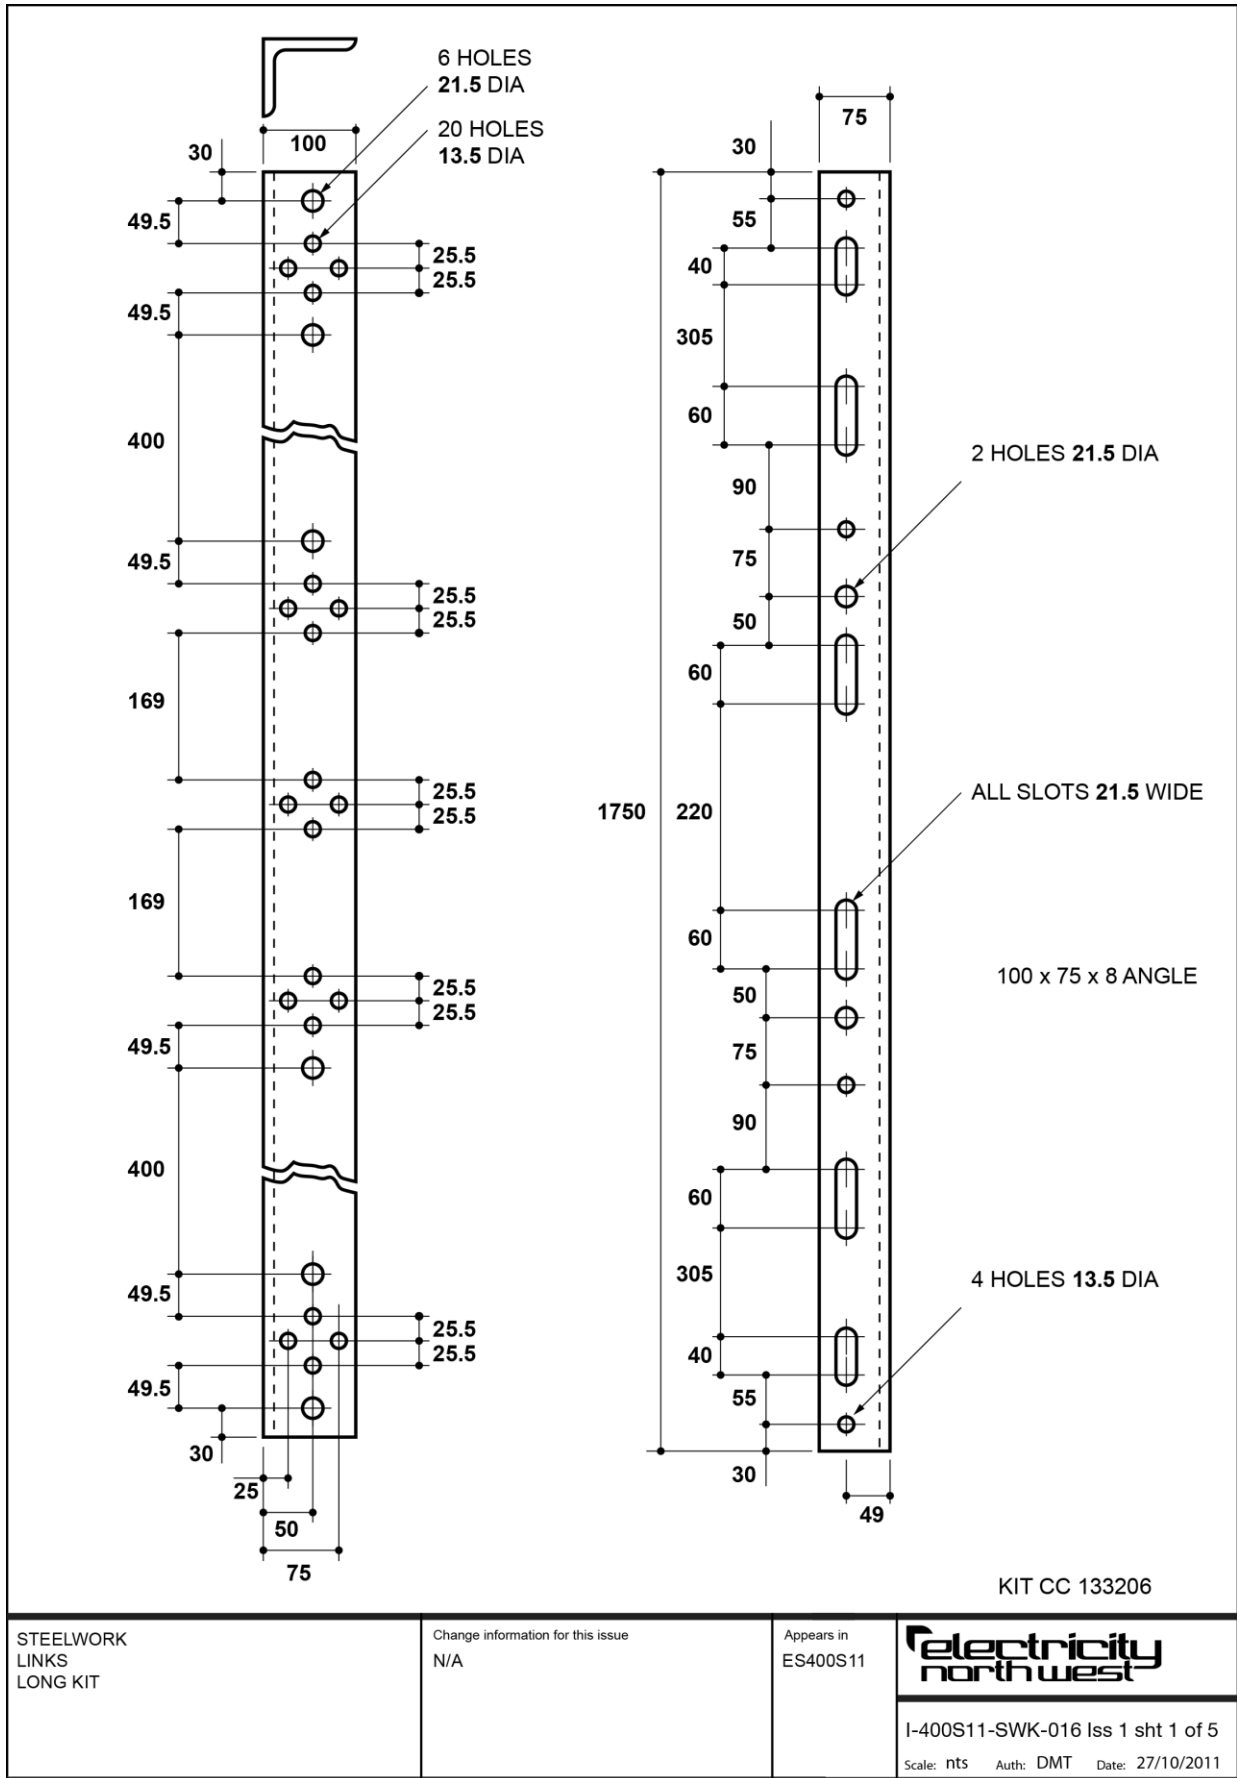 6 HOLES
21.5 DIA
20 HOLES
13.5 DIA
100
30
49.5
25.5
25.5
49.5
400
49.5
25.5
25.5
169
25.5
25.5
169
25.5
25.5
49.5
400
49.5
25.5
25.5
49.5
30
25
50
75
75
30
55
40
305
60
90
2 HOLES 21.5 DIA
75
50
60
ALL SLOTS 21.5 WIDE
1750
220
60
50
100 x 75 x 8 ANGLE
75
90
60
305
4 HOLES 13.5 DIA
40
55
30
49
KIT CC 133206
STEELWORK
LINKS
LONG KIT
Change information for this issue
N/A
Appears in
ES400S11
electricity
north west
I-400S11-SWK-016 Iss 1 sht 1 of 5
Scale: nts Auth: DMT Date: 27/10/2011